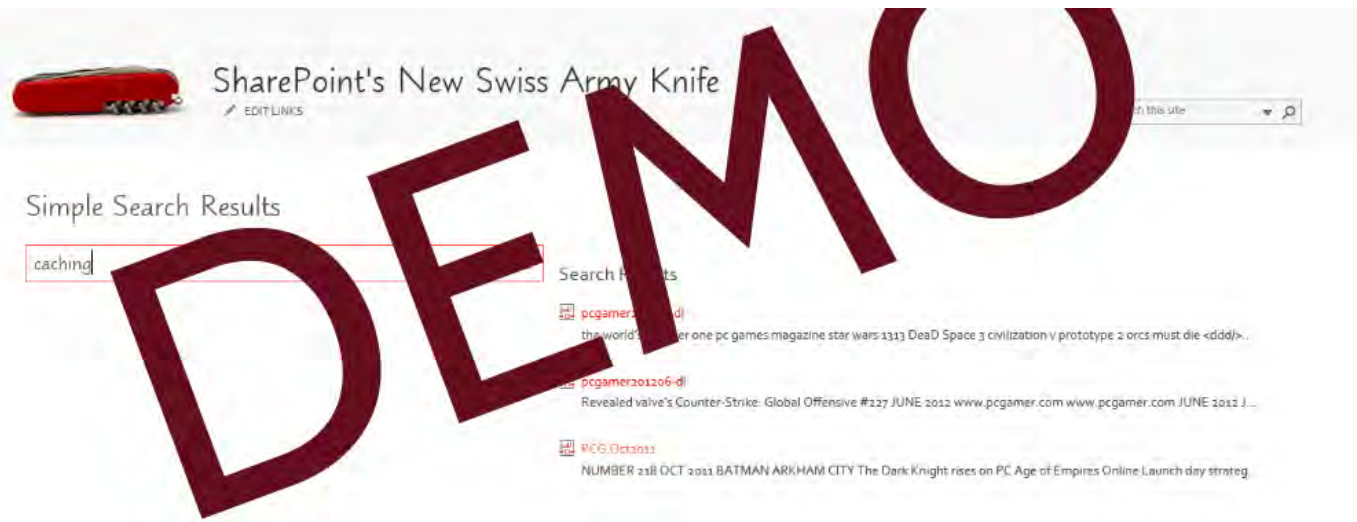 SharePoint's New Swiss Army Knife
EDIT LINKS
this site
Simple Search Results
caching
DEMO
Search
the world's one pc games magazine star wars 1313 DeaD Space 3 civilization v prototype 2 orcs must die <ddd/>...
pcgamer201206-dl
Revealed valve's Counter-Strike: Global Offensive #227 JUNE 2012 www.pcgamer.com www.pcgamer.com JUNE 2012 J...
PCG.Oct2011
NUMBER 218 OCT 2011 BATMAN ARKHAM CITY The Dark Knight rises on PC Age of Empires Online Launch day strateg